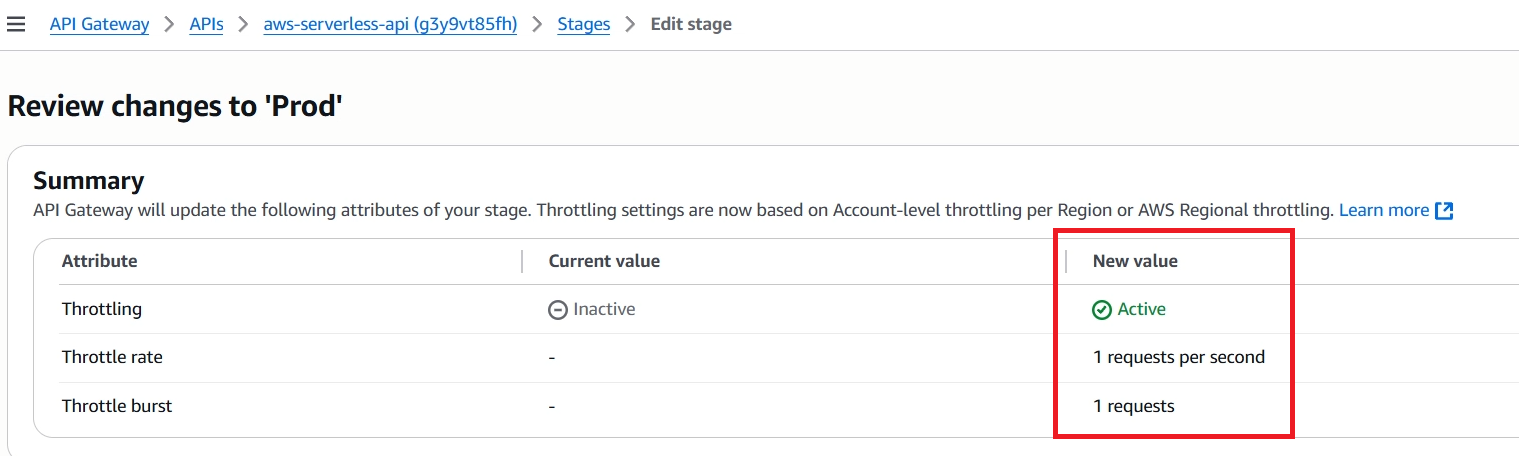 API Gateway > APIs > aws-serverless-api (g3y9vt85fh) > Stages > Edit stage
Review changes to 'Prod'
Summary
API Gateway will update the following attributes of your stage. Throttling settings are now based on Account-level throttling per Region or AWS Regional throttling. Learn more
Attribute Current value New value
Throttling Inactive Active
Throttle rate - 1 requests per second
Throttle burst - 1 requests